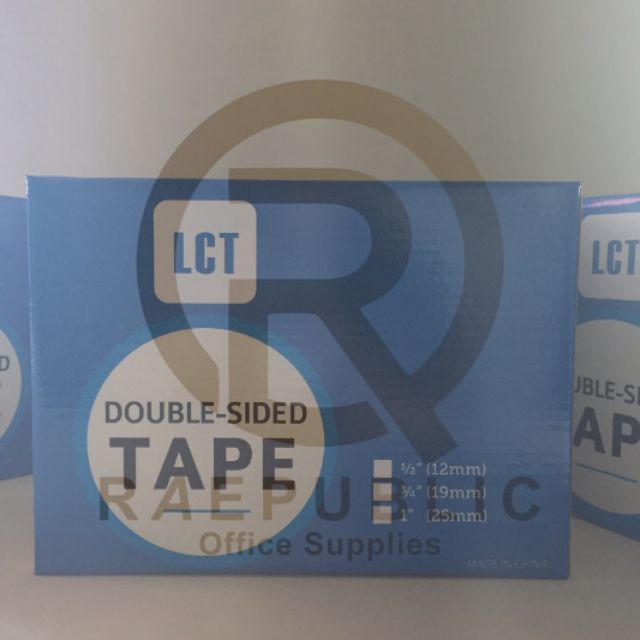 LCT
DOUBLE-SIDED
TAPE
½" (12mm)
¾" (19mm)
1" (25mm)
RAEPUBLIC
Office Supplies
MADE IN CHINA
LCT
LCT